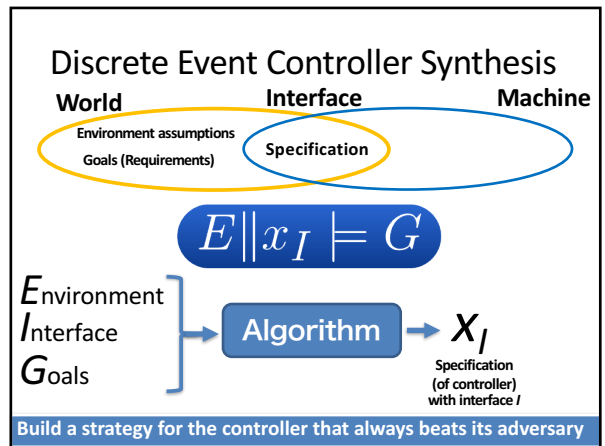 Discrete Event Controller Synthesis
World Interface Machine
Environment assumptions
Goals (Requirements)
Specification
E||x_I ⊨ G
Environment
Interface
Goals
Algorithm
X_I
Specification
(of controller)
with interface I
Build a strategy for the controller that always beats its adversary